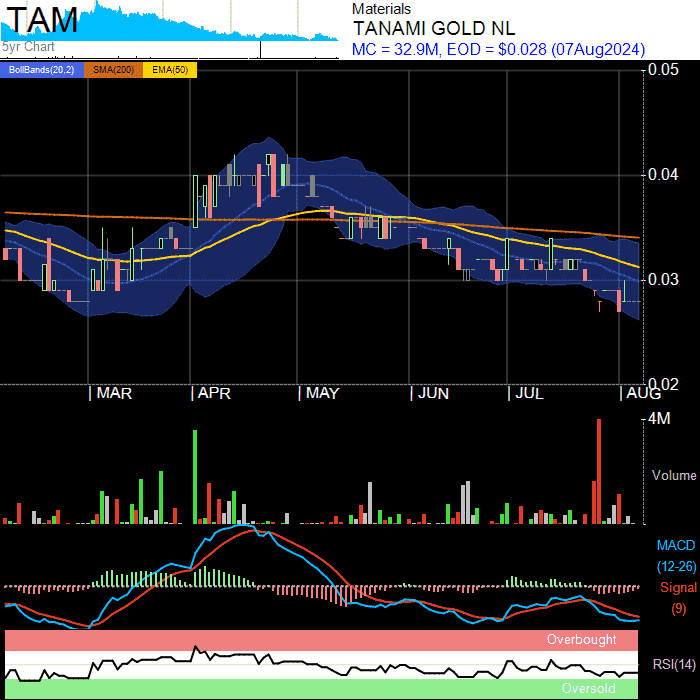 TAM
5yr Chart
Materials
TANAMI GOLD NL
MC = 32.9M, EOD = $0.028 (07Aug2024)
BollBands(20,2) SMA(200) EMA(50)
0.05
0.04
0.03
0.02
MAR APR MAY JUN JUL AUG
4M
Volume
MACD
(12-26)
Signal
(9)
Overbought
RSI(14)
Oversold